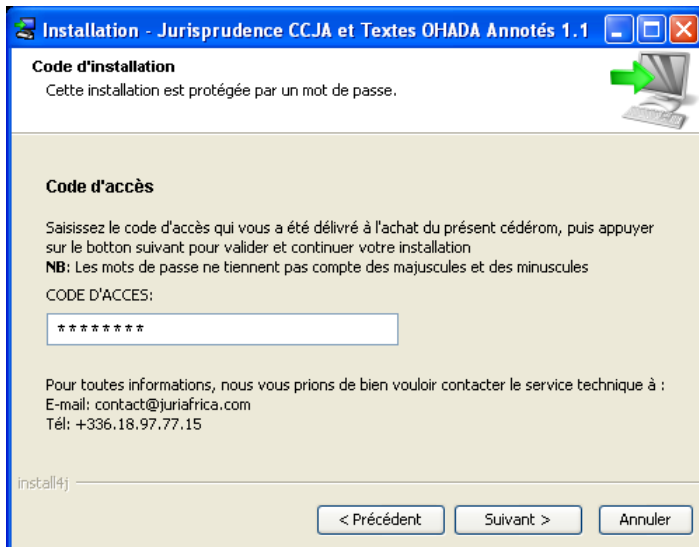 Installation - Jurisprudence CCJA et Textes OHADA Annotés 1.1
Code d'installation
Cette installation est protégée par un mot de passe.
Code d'accès
Saisissez le code d'accès qui vous a été délivré à l'achat du présent cédérom, puis appuyer
sur le botton suivant pour valider et continuer votre installation
NB: Les mots de passe ne tiennent pas compte des majuscules et des minuscules
CODE D'ACCES:
********
Pour toutes informations, nous vous prions de bien vouloir contacter le service technique à :
E-mail: contact@juriafrica.com
Tél: +336.18.97.77.15
install4j
< Précédent
Suivant >
Annuler